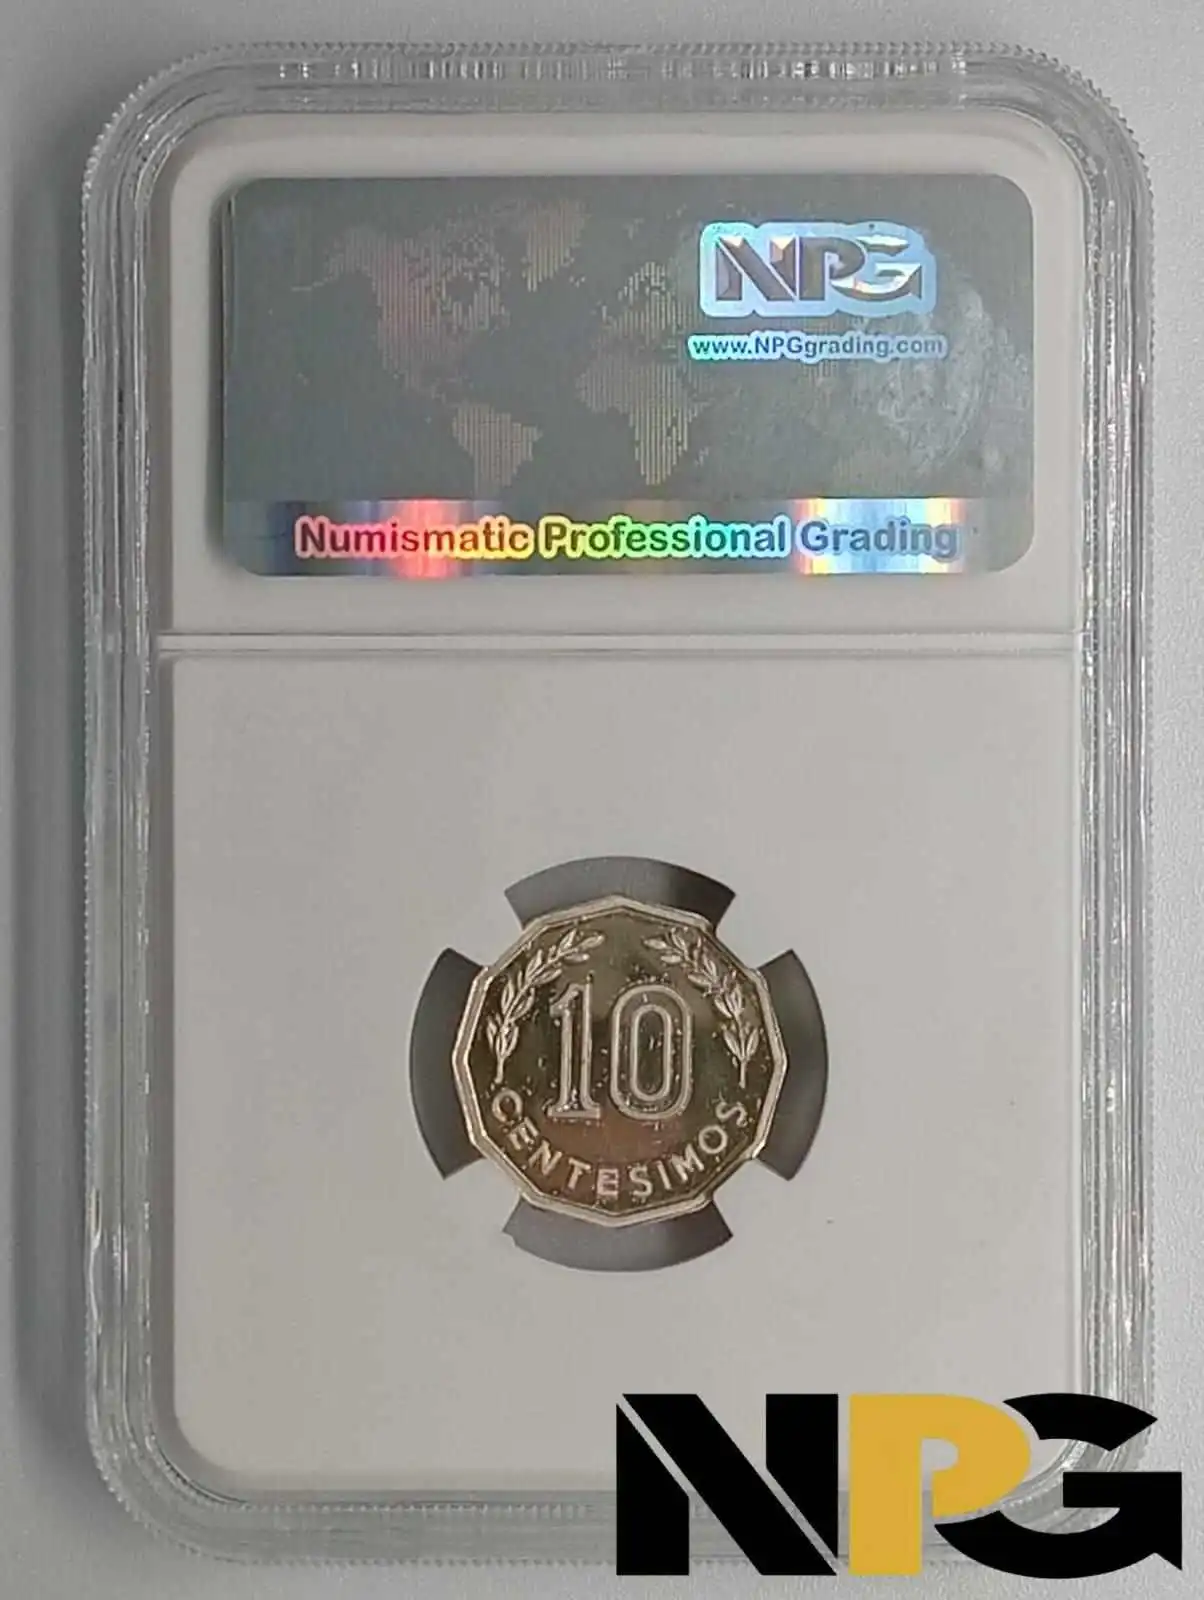 NPG
www.NPGgrading.com
Numismatic Professional Grading
10
CENTESIMOS
NPG